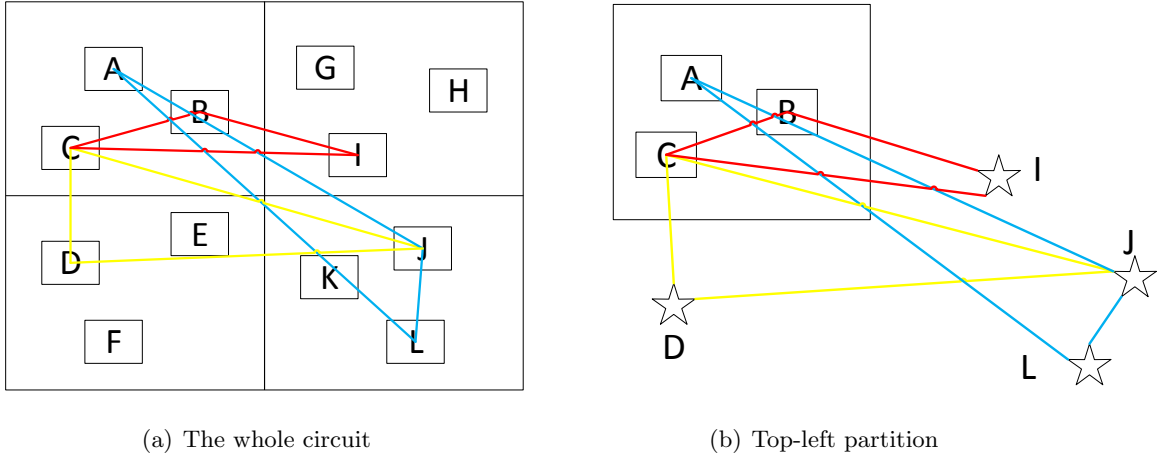 A
B
C
G
H
I
D
E
F
J
K
L
(a) The whole circuit
A
B
C
I
J
D
L
(b) Top-left partition